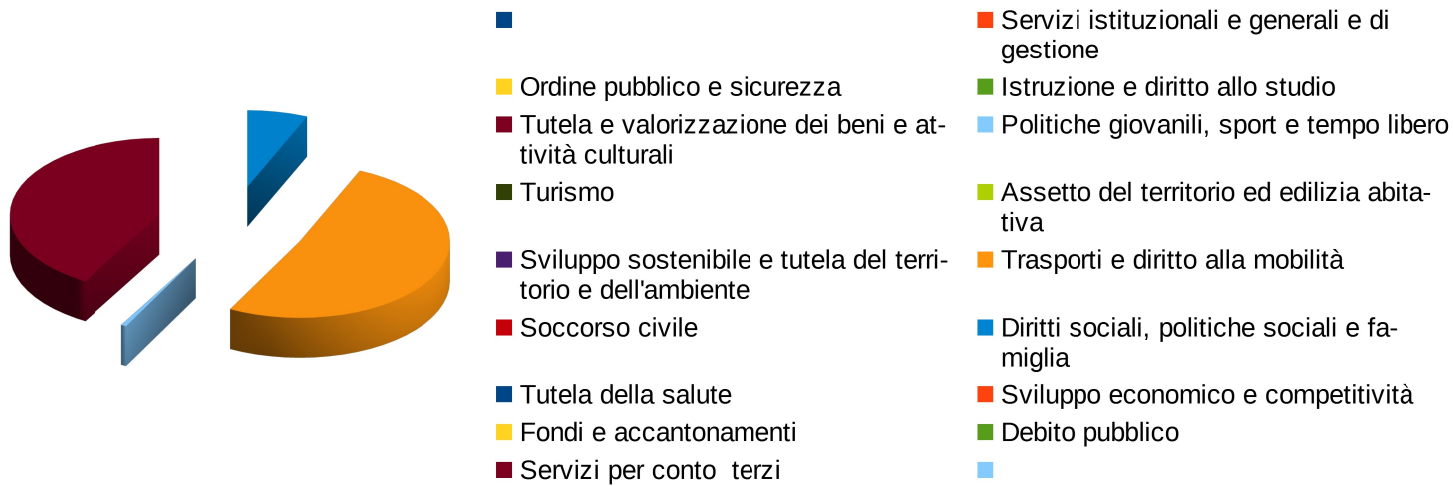 Servizi istituzionali e generali e di
gestione
Ordine pubblico e sicurezza
Istruzione e diritto allo studio
Tutela e valorizzazione dei beni e at-
tività culturali
Politiche giovanili, sport e tempo libero
Turismo
Assetto del territorio ed edilizia abita-
tiva
Sviluppo sostenibile e tutela del terri-
torio e dell'ambiente
Trasporti e diritto alla mobilità
Soccorso civile
Diritti sociali, politiche sociali e fa-
miglia
Tutela della salute
Sviluppo economico e competitività
Fondi e accantonamenti
Debito pubblico
Servizi per conto  terzi